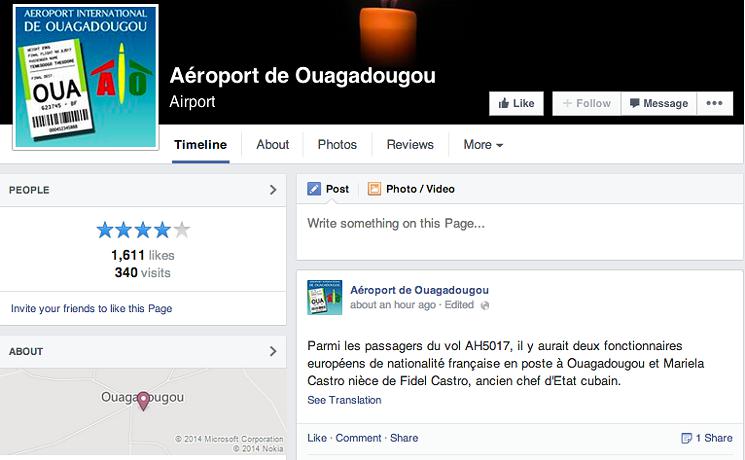 AEROPORT INTERNATIONAL
DE OUAGADOUGOU
OUA
623745 - BF
AIO
Aéroport de Ouagadougou
Airport
Like
+ Follow
Message
•••
Timeline
About
Photos
Reviews
More
PEOPLE
1,611 likes
340 visits
Invite your friends to like this Page
ABOUT
Ouagadougou
© 2014 Microsoft Corporation
© 2014 Nokia
Post
Photo / Video
Write something on this Page...
Aéroport de Ouagadougou
about an hour ago · Edited
Parmi les passagers du vol AH5017, il y aurait deux fonctionnaires
européens de nationalité française en poste à Ouagadougou et Mariela
Castro nièce de Fidel Castro, ancien chef d'Etat cubain.
See Translation
Like · Comment · Share
1 Share